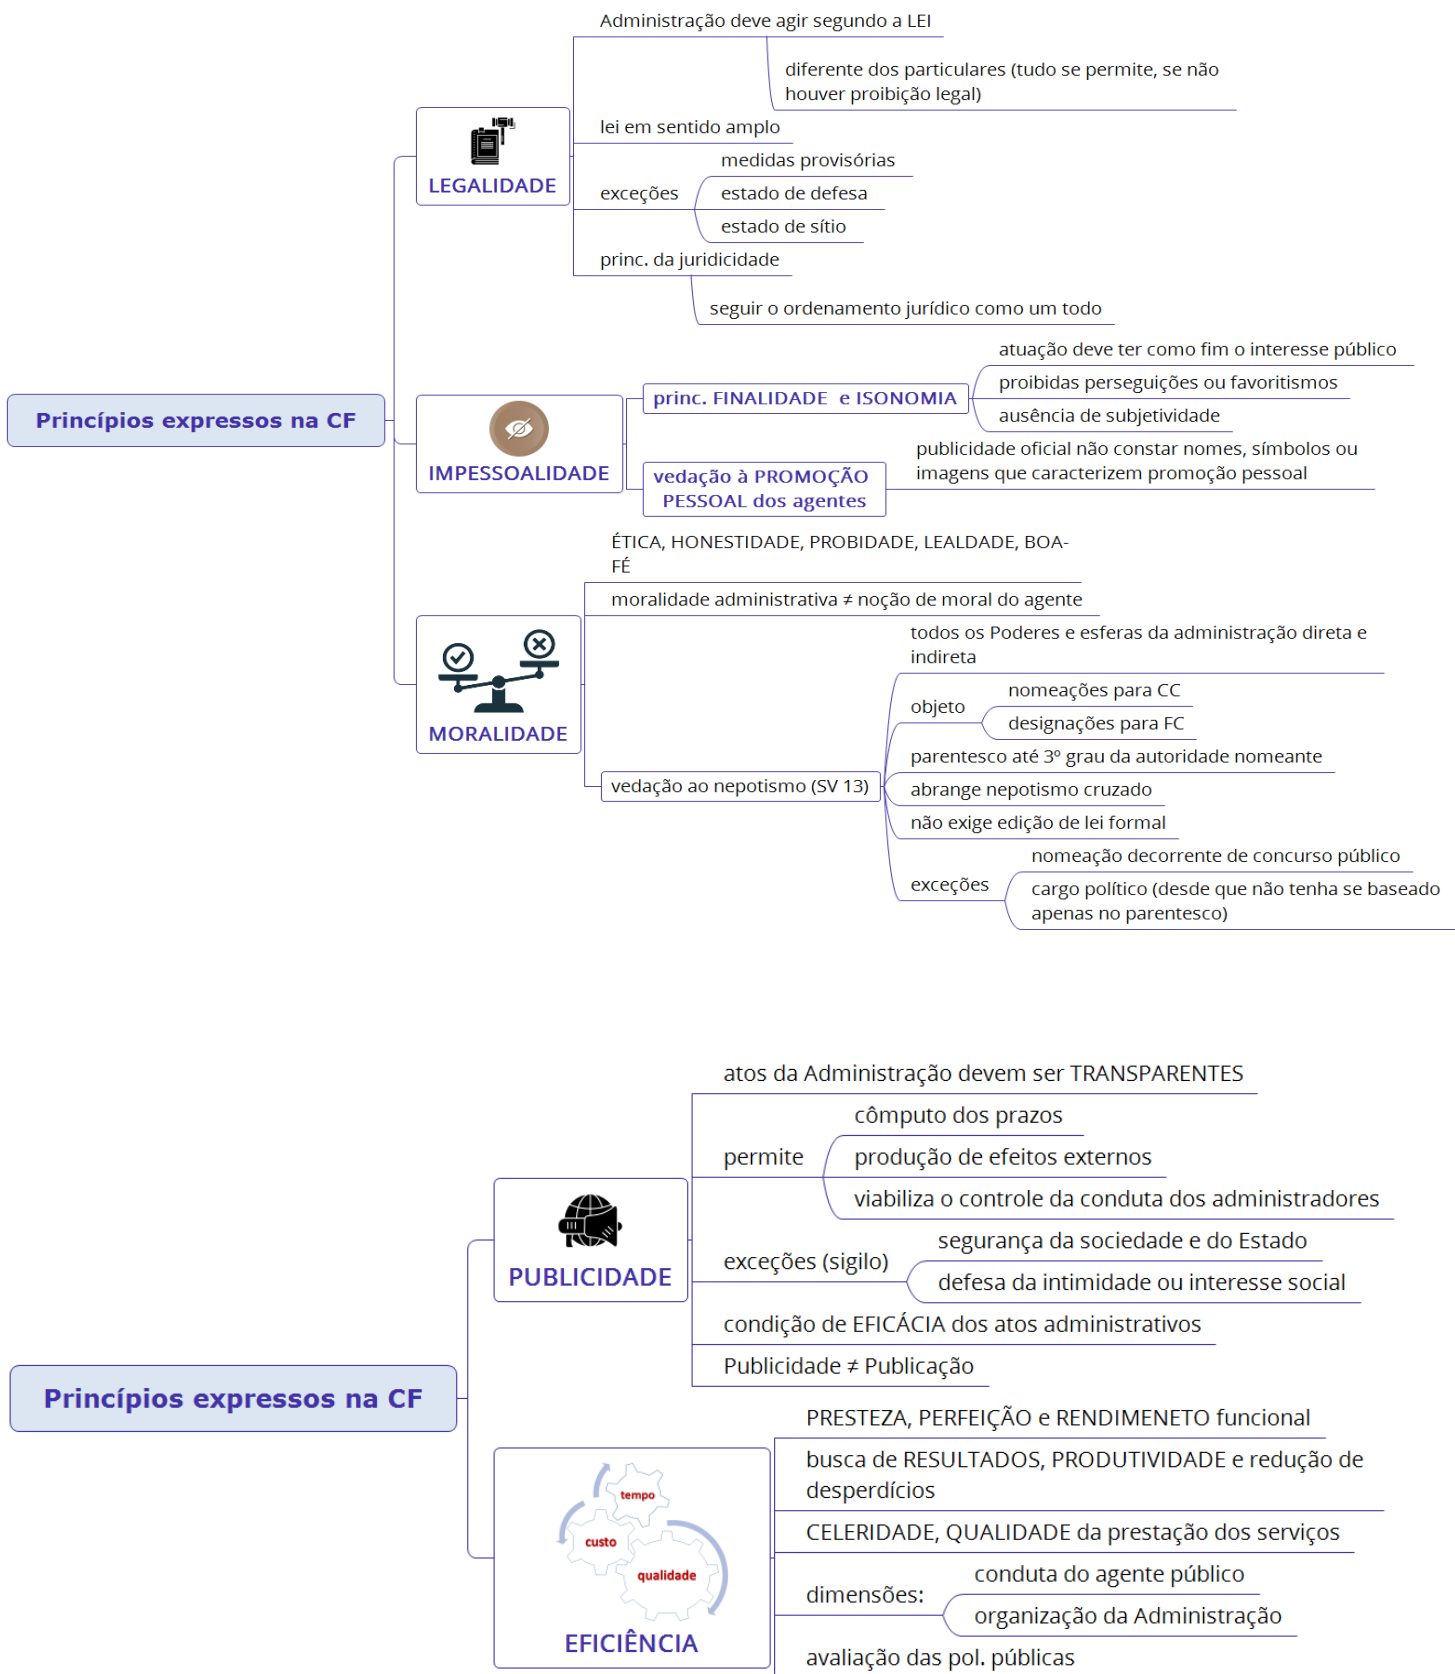 Princípios expressos na CF
LEGALIDADE
Administração deve agir segundo a LEI
diferente dos particulares (tudo se permite, se não
houver proibição legal)
lei em sentido amplo
exceções
medidas provisórias
estado de defesa
estado de sítio
princ. da juridicidade
seguir o ordenamento jurídico como um todo
IMPESSOALIDADE
princ. FINALIDADE e ISONOMIA
atuação deve ter como fim o interesse público
proibidas perseguições ou favoritismos
ausência de subjetividade
vedação à PROMOÇÃO
PESSOAL dos agentes
publicidade oficial não constar nomes, símbolos ou
imagens que caracterizem promoção pessoal
MORALIDADE
ÉTICA, HONESTIDADE, PROBIDADE, LEALDADE, BOA-
FÉ
moralidade administrativa ≠ noção de moral do agente
vedação ao nepotismo (SV 13)
todos os Poderes e esferas da administração direta e
indireta
objeto
nomeações para CC
designações para FC
parentesco até 3º grau da autoridade nomeante
abrange nepotismo cruzado
não exige edição de lei formal
exceções
nomeação decorrente de concurso público
cargo político (desde que não tenha se baseado
apenas no parentesco)
Princípios expressos na CF
PUBLICIDADE
atos da Administração devem ser TRANSPARENTES
permite
cômputo dos prazos
produção de efeitos externos
viabiliza o controle da conduta dos administradores
exceções (sigilo)
segurança da sociedade e do Estado
defesa da intimidade ou interesse social
condição de EFICÁCIA dos atos administrativos
Publicidade ≠ Publicação
tempo
custo
qualidade
EFICIÊNCIA
PRESTEZA, PERFEIÇÃO e RENDIMENETO funcional
busca de RESULTADOS, PRODUTIVIDADE e redução de
desperdícios
CELERIDADE, QUALIDADE da prestação dos serviços
dimensões:
conduta do agente público
organização da Administração
avaliação das pol. públicas